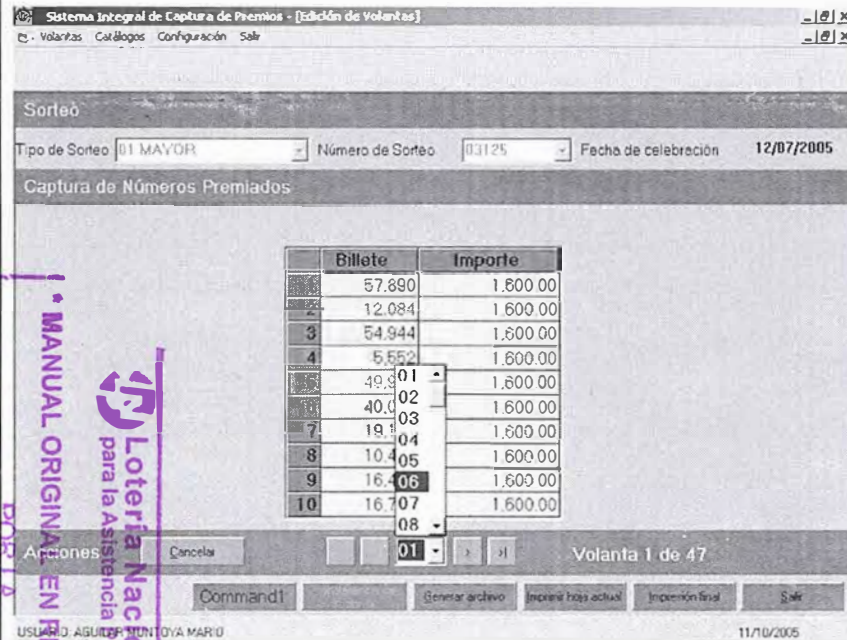 Sistema Integral de Captura de Premios - [Edición de Volantas]
Volantas Catálogos Configuración Salir
Sorteo
Tipo de Sorteo 01 MAYOR Número de Sorteo 03125 Fecha de celebración 12/07/2005
Captura de Números Premiados
Billete Importe
57.890 1.600.00
2 12.084 1.600.00
3 54.944 1.600.00
4 5.552 1.600.00
1.600.00
1.600.00
7 1.600.00
8 1.600.00
9 1.600.00
10 1.600.00
01
02
03
04
05
06
07
08
Acciones Cancelar 01 Volanta 1 de 47
Command1 Generar archivo Imprimir hoja actual Impresión final Salir
USUARIO: AGUILAR MONTOYA MARIO 11/10/2005
* MANUAL ORIGINAL EN
Lotería Nac
para la Asistencia